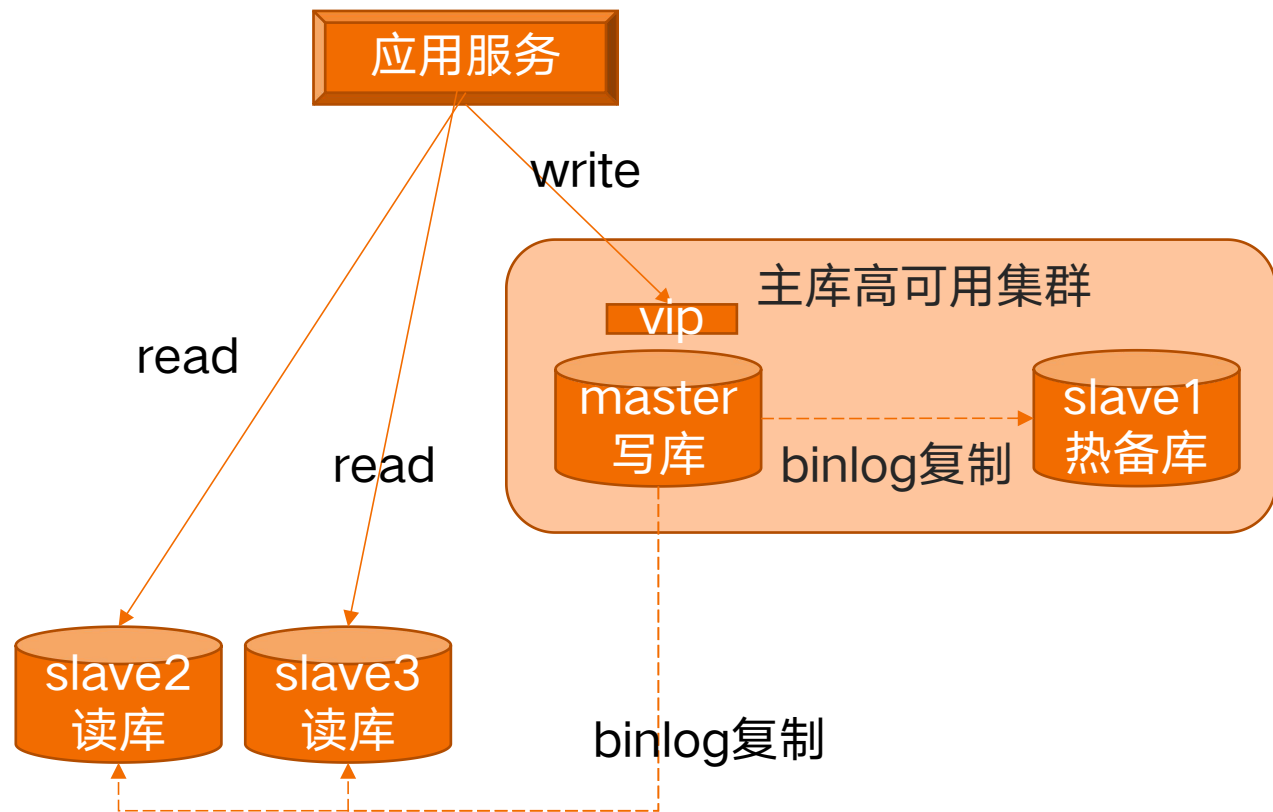 应用服务
write
主库高可用集群
vip
read
master
写库
slave1
热备库
read
binlog复制
slave2
读库
slave3
读库
binlog复制